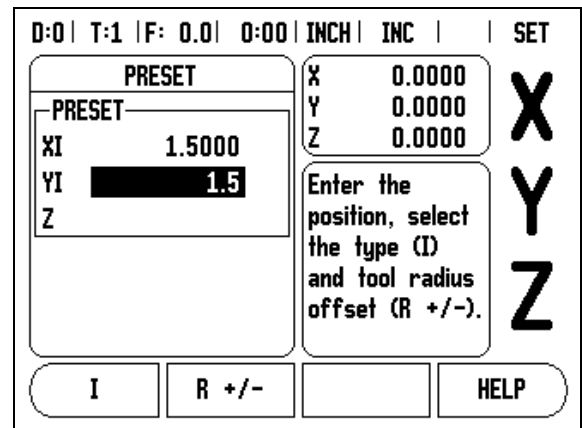 D:0 | T:1 | F: 0.0 | 0:00 | INCH | INC | | SET
PRESET
PRESET
XI 1.5000
YI 1.5
Z
X 0.0000
Y 0.0000
Z 0.0000
Enter the
position, select
the type (I)
and tool radius
offset (R +/-).
X
Y
Z
I
R +/-
HELP